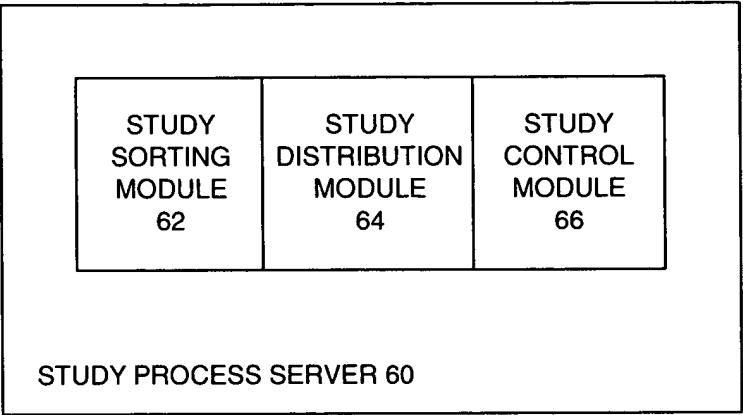 STUDY
SORTING
MODULE
62
STUDY
DISTRIBUTION
MODULE
64
STUDY
CONTROL
MODULE
66
STUDY PROCESS SERVER 60